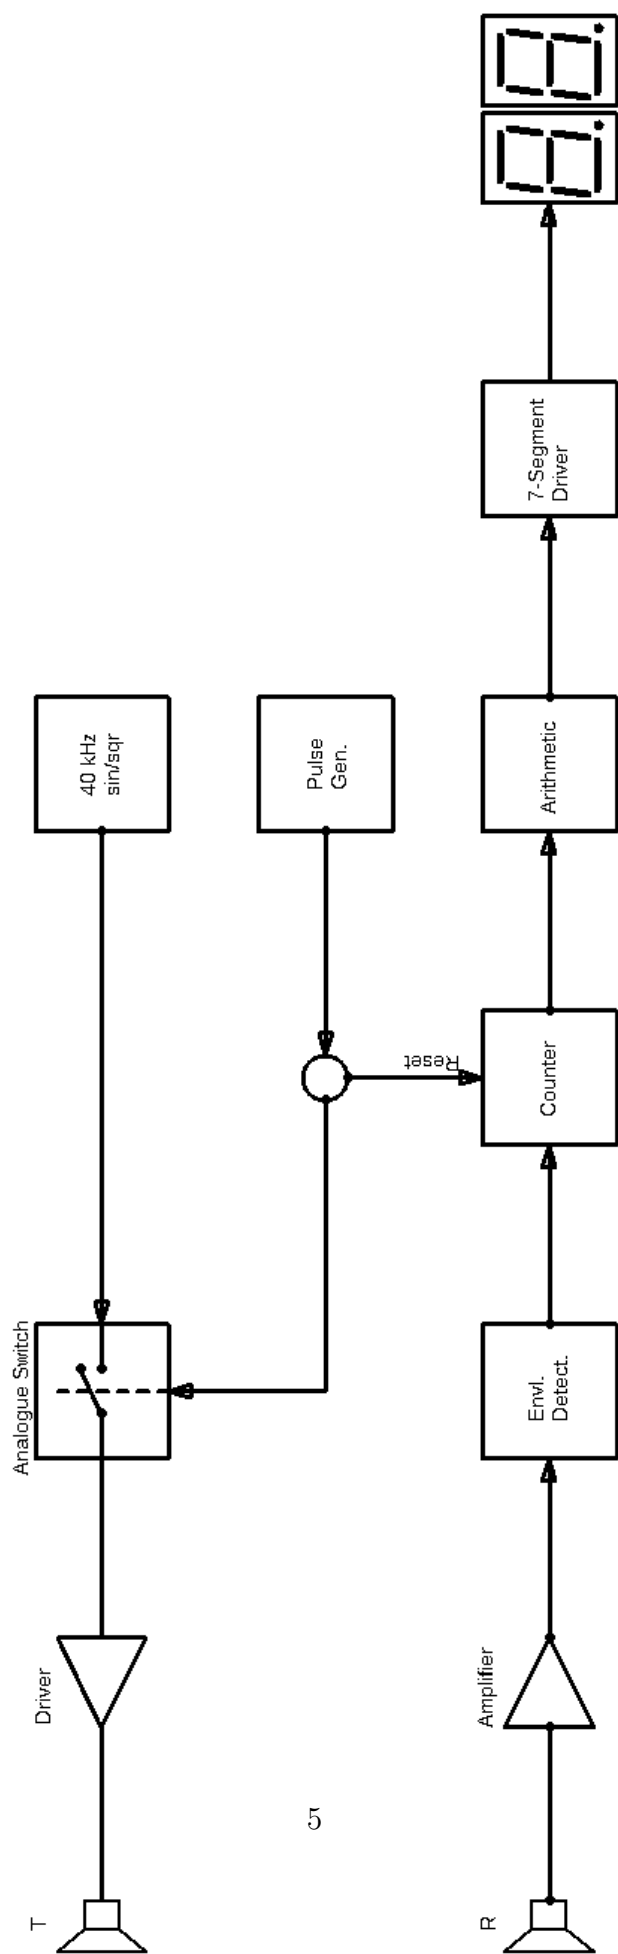 T
Driver
Analogue Switch
40 kHz
sin/sqr
Pulse
Gen.
Reset
R
Amplifier
Envl.
Detect.
Counter
Arithmetic
7-Segment
Driver
5